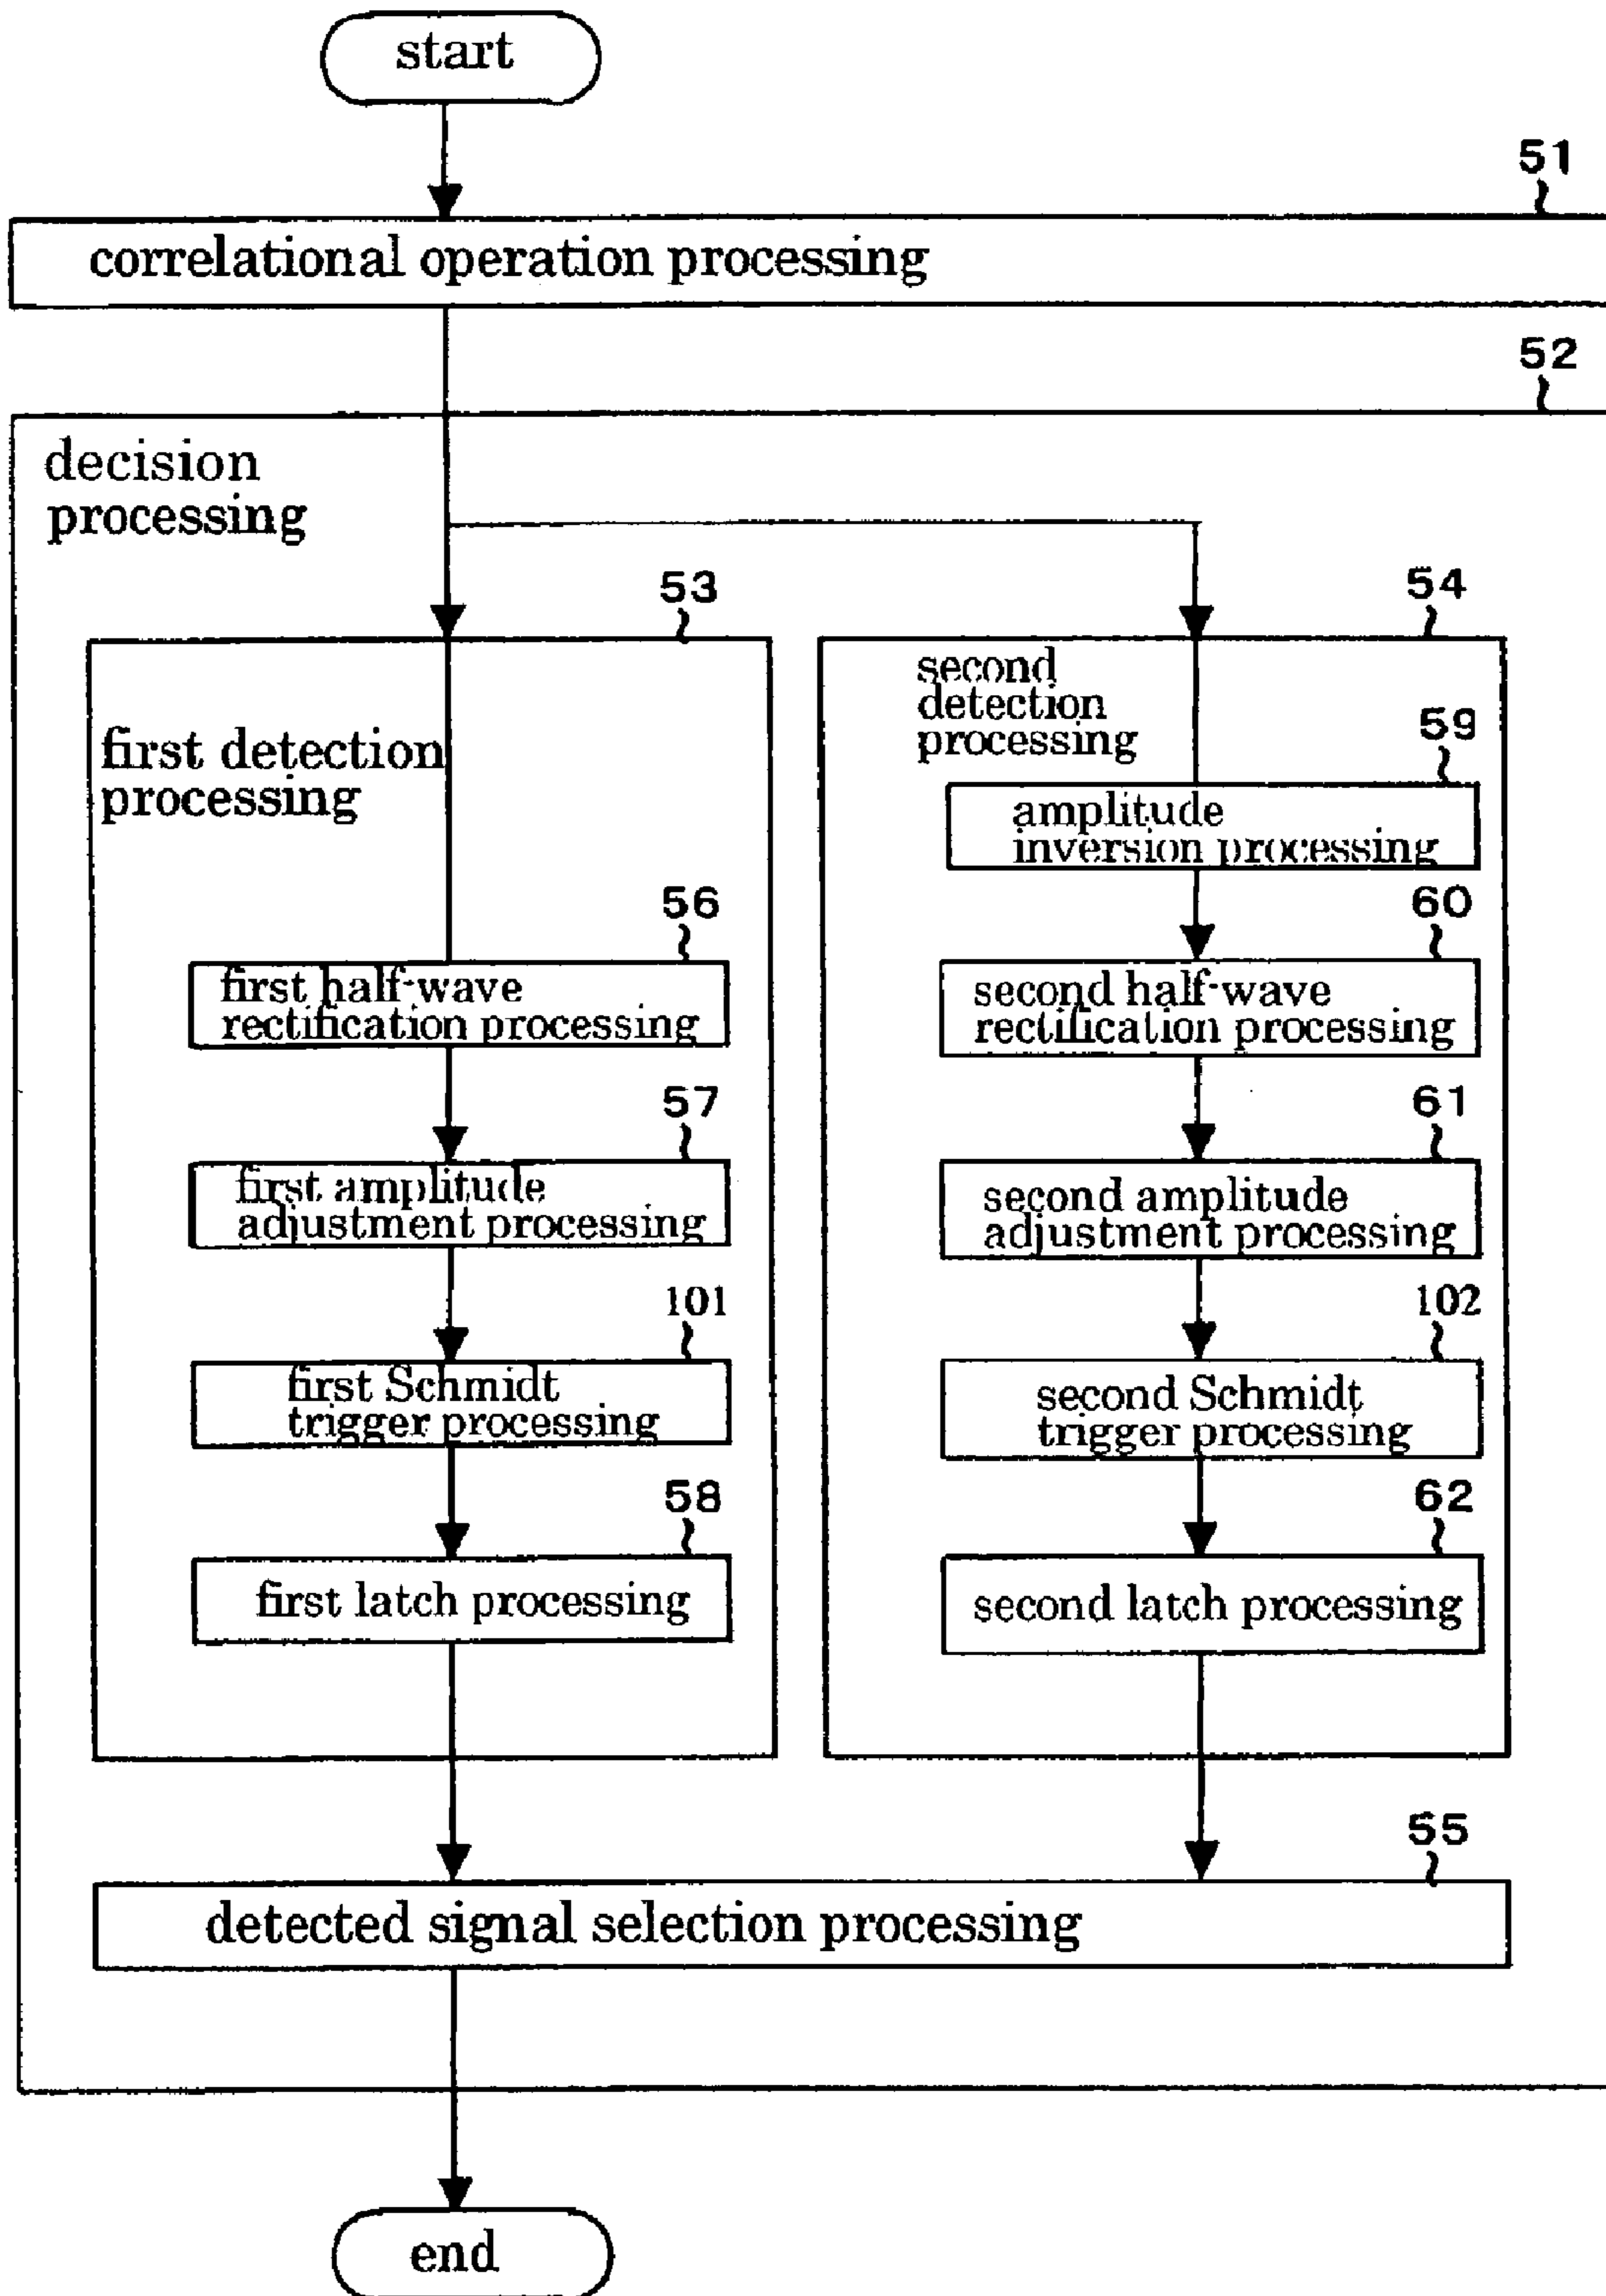 start
51
correlational operation processing
52
decision
processing
53
54
first detection
processing
second
detection
processing
59
amplitude
inversion processing
56
first half-wave
rectification processing
60
second half-wave
rectification processing
57
first amplitude
adjustment processing
61
second amplitude
adjustment processing
101
first Schmidt
trigger processing
102
second Schmidt
trigger processing
58
first latch processing
62
second latch processing
55
detected signal selection processing
end